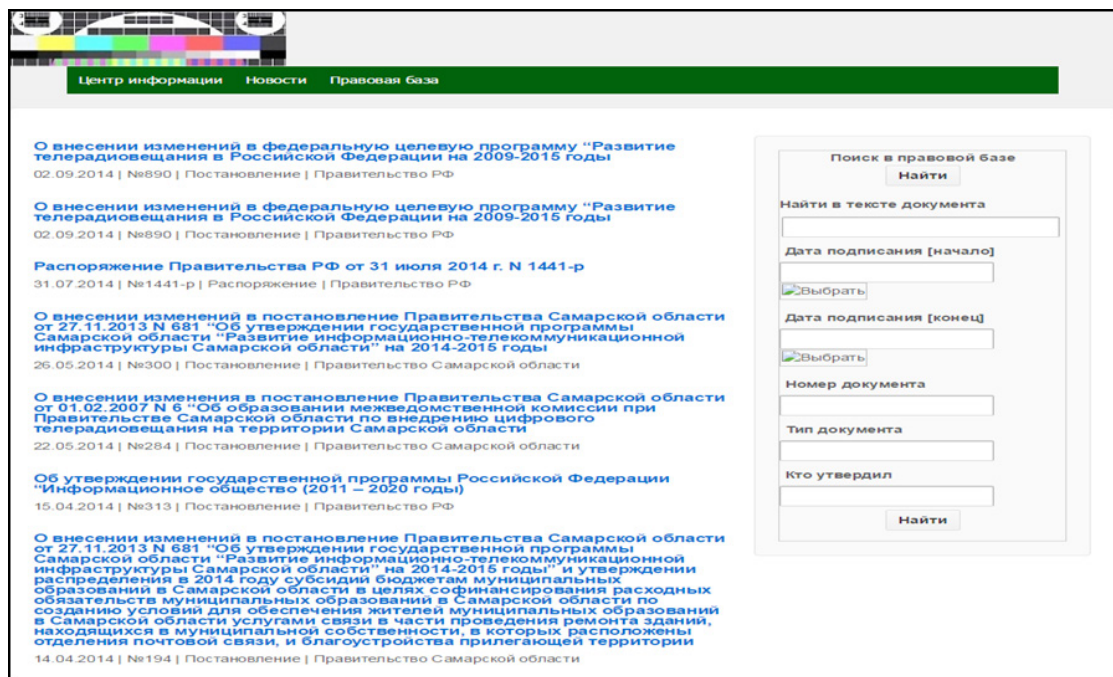 Центр информации Новости Правовая база
О внесении изменений в федеральную целевую программу “Развитие
телерадиовещания в Российской Федерации на 2009-2015 годы
02.09.2014 | №890 | Постановление | Правительство РФ
О внесении изменений в федеральную целевую программу “Развитие
телерадиовещания в Российской Федерации на 2009-2015 годы
02.09.2014 | №890 | Постановление | Правительство РФ
Распоряжение Правительства РФ от 31 июля 2014 г. N 1441-р
31.07.2014 | №1441-р | Распоряжение | Правительство РФ
О внесении изменений в постановление Правительства Самарской области
от 27.11.2013 N 681 “Об утверждении государственной программы
Самарской области “Развитие информационно-телекоммуникационной
инфраструктуры Самарской области” на 2014-2015 годы
26.05.2014 | №300 | Постановление | Правительство Самарской области
О внесении изменения в постановление Правительства Самарской области
от 01.02.2007 N 6 “Об образовании межведомственной комиссии при
Правительстве Самарской области по внедрению цифрового
телерадиовещания на территории Самарской области
22.05.2014 | №284 | Постановление | Правительство Самарской области
Об утверждении государственной программы Российской Федерации
“Информационное общество (2011 – 2020 годы)
15.04.2014 | №313 | Постановление | Правительство РФ
О внесении изменений в постановление Правительства Самарской области
от 27.11.2013 N 681 “Об утверждении государственной программы
Самарской области “Развитие информационно-телекоммуникационной
инфраструктуры Самарской области” на 2014-2015 годы” и утверждении
распределения в 2014 году субсидий бюджетам муниципальных
образований в Самарской области в целях софинансирования расходных
обязательств муниципальных образований в Самарской области по
созданию условий для обеспечения жителей муниципальных образований
в Самарской области услугами связи в части проведения ремонта зданий,
находящихся в муниципальной собственности, в которых расположены
отделения почтовой связи, и благоустройства прилегающей территории
14.04.2014 | №194 | Постановление | Правительство Самарской области
Поиск в правовой базе
Найти
Найти в тексте документа
Дата подписания [начало]
Выбрать
Дата подписания [конец]
Выбрать
Номер документа
Тип документа
Кто утвердил
Найти